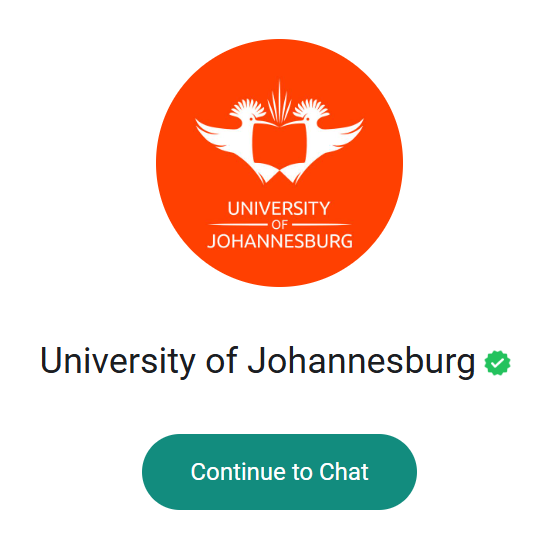 UNIVERSITY
OF
JOHANNESBURG
University of Johannesburg
Continue to Chat